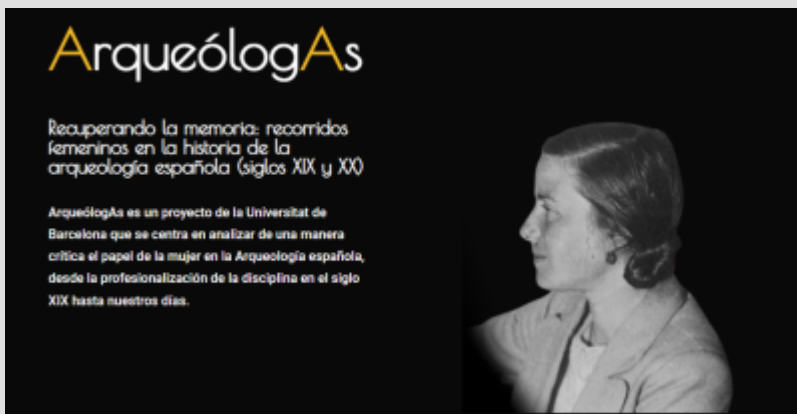 ArqueólogAs
Recuperando la memoria: recorridos
femeninos en la historia de la
arqueología española (siglos XIX y XX)
ArqueólogAs es un proyecto de la Universitat de
Barcelona que se centra en analizar de una manera
crítica el papel de la mujer en la Arqueología española,
desde la profesionalización de la disciplina en el siglo
XIX hasta nuestros días.